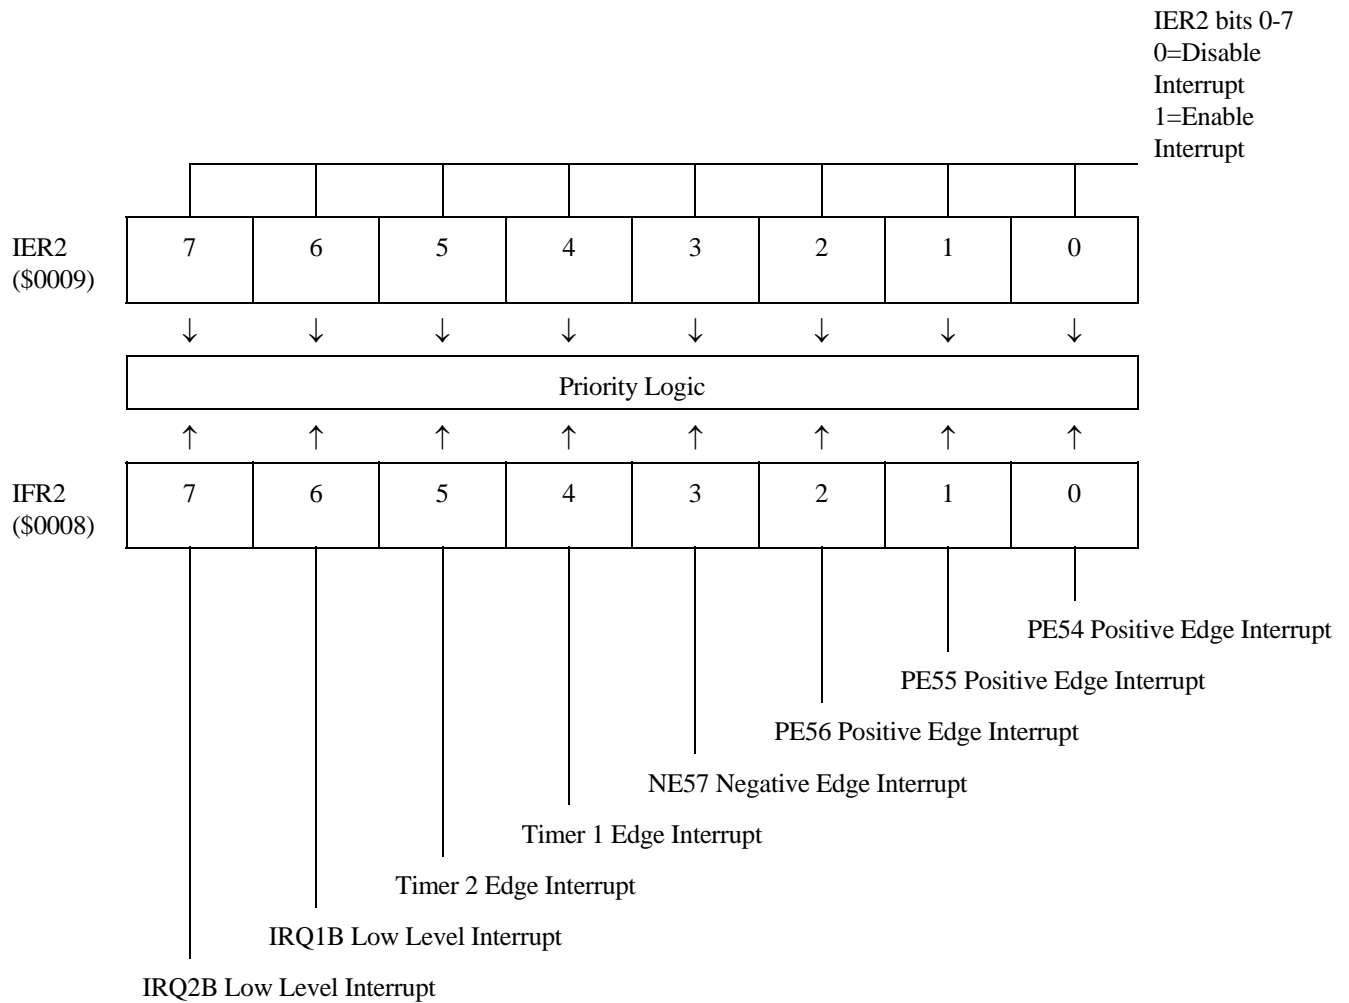 IER2 bits 0-7
0=Disable
Interrupt
1=Enable
Interrupt
IER2
($0009)
7 6 5 4 3 2 1 0
↓ ↓ ↓ ↓ ↓ ↓ ↓ ↓
Priority Logic
↑ ↑ ↑ ↑ ↑ ↑ ↑ ↑
IFR2
($0008)
7 6 5 4 3 2 1 0
PE54 Positive Edge Interrupt
PE55 Positive Edge Interrupt
PE56 Positive Edge Interrupt
NE57 Negative Edge Interrupt
Timer 1 Edge Interrupt
Timer 2 Edge Interrupt
IRQ1B Low Level Interrupt
IRQ2B Low Level Interrupt